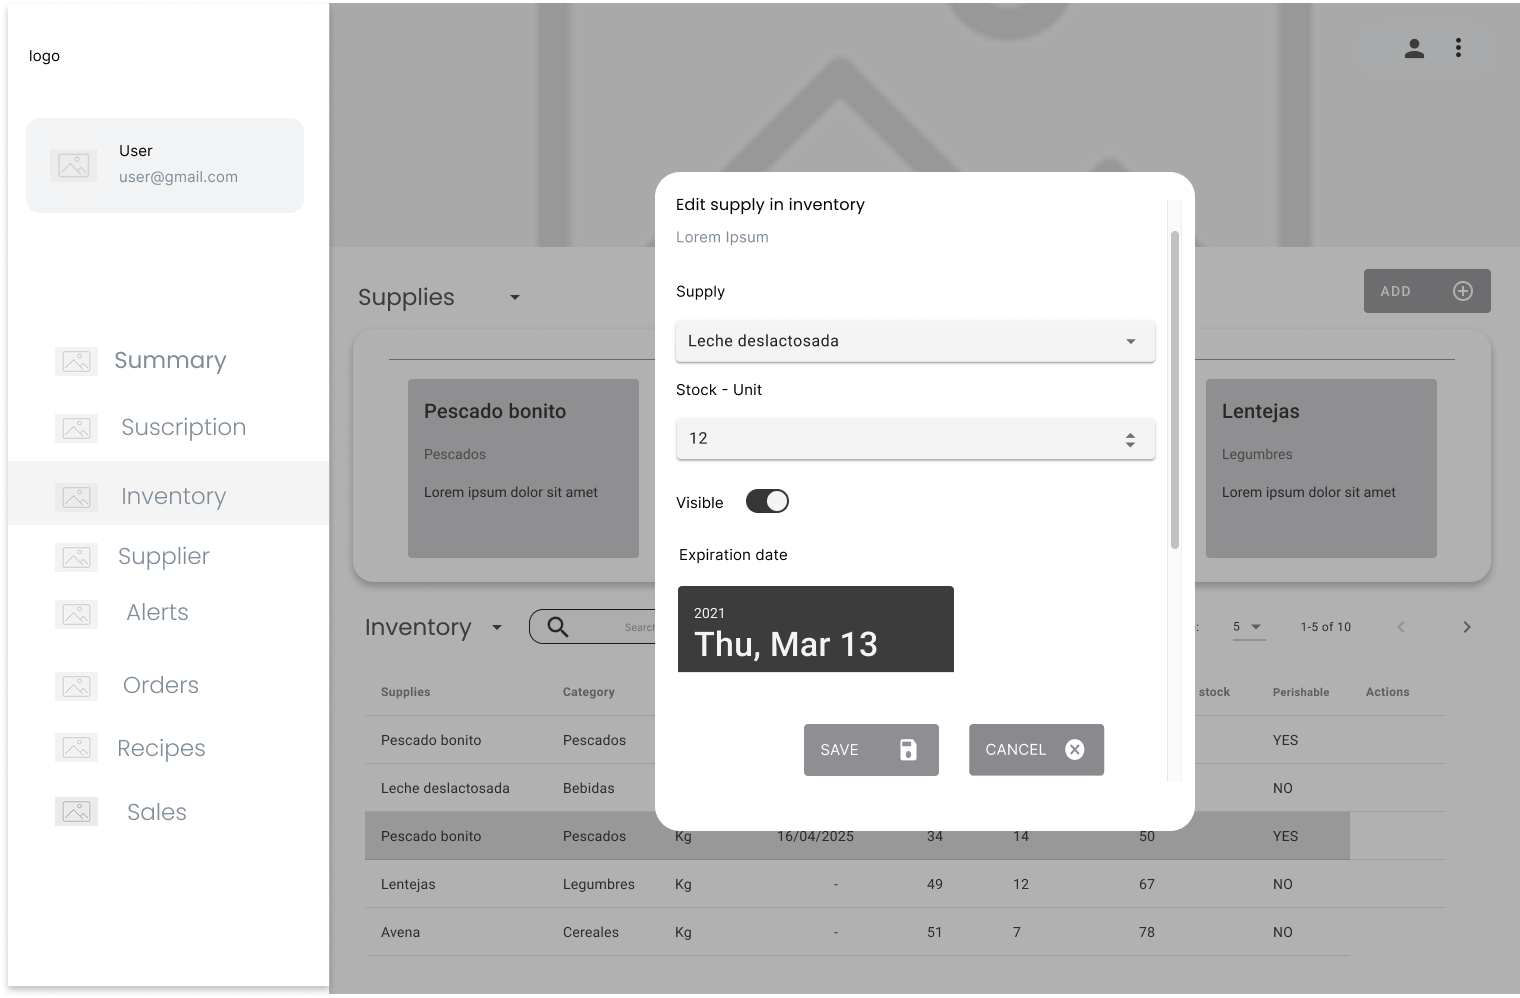 logo
User
user@gmail.com
Summary
Suscription
Inventory
Supplier
Alerts
Orders
Recipes
Sales
Supplies
ADD
Pescado bonito
Pescados
Lorem ipsum dolor sit amet
Lentejas
Legumbres
Lorem ipsum dolor sit amet
Edit supply in inventory
Lorem Ipsum
Supply
Leche deslactosada
Stock - Unit
12
Visible
Expiration date
2021
Thu, Mar 13
SAVE
CANCEL
Inventory
Search
: 5 1-5 of 10
Supplies Category stock Perishable Actions
Pescado bonito Pescados YES
Leche deslactosada Bebidas NO
Pescado bonito Pescados Kg 16/04/2025 34 14 50 YES
Lentejas Legumbres Kg - 49 12 67 NO
Avena Cereales Kg - 51 7 78 NO